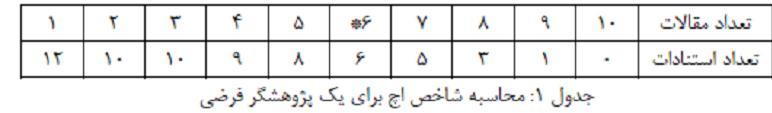 تعداد مقالات ۱۰ ۹ ۸ ۷ ۶* ۵ ۴ ۳ ۲ ۱
تعداد استنادات ۰ ۱ ۳ ۵ ۶ ۸ ۹ ۱۰ ۱۰ ۱۲
جدول ۱: محاسبه شاخص اچ برای یک پژوهشگر فرضی